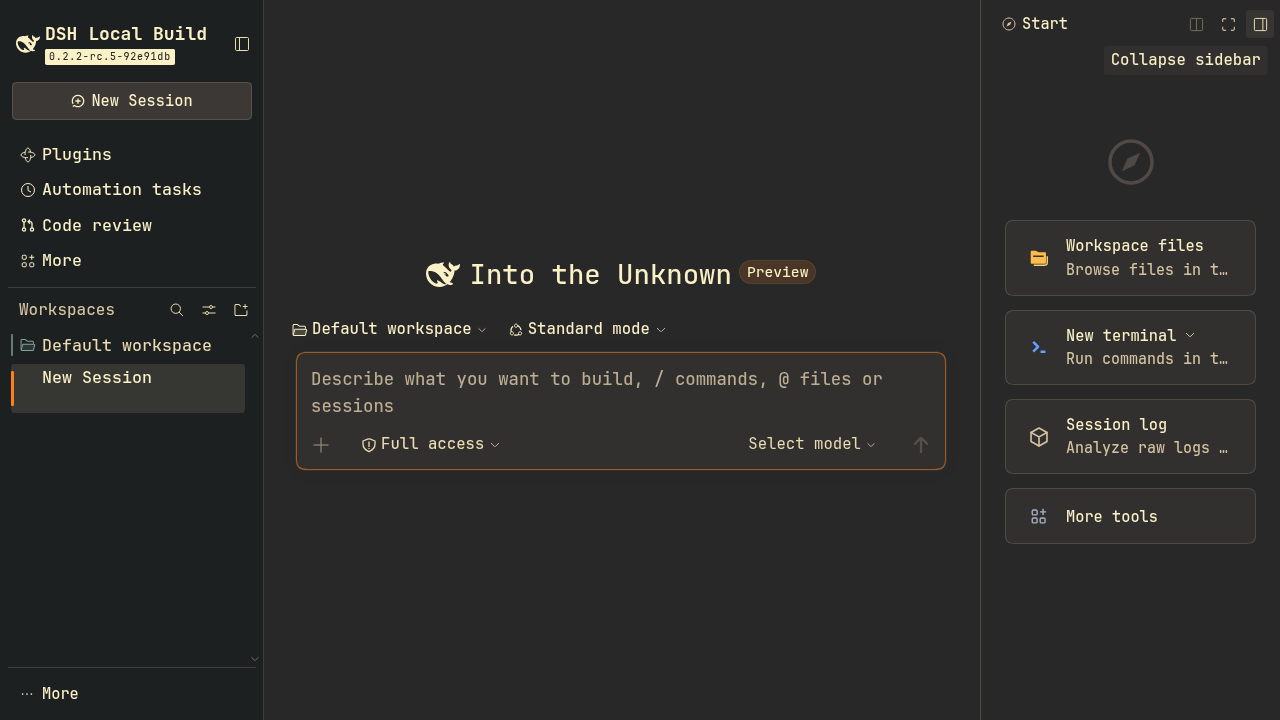 DSH Local Build
0.2.2-rc.5-92e91db
New Session
Plugins
Automation tasks
Code review
More
Workspaces
Default workspace
New Session
More
Into the Unknown
Preview
Default workspace
Standard mode
Describe what you want to build, / commands, @ files or
sessions
Full access
Select model
Start
Collapse sidebar
Workspace files
Browse files in t…
New terminal
Run commands in t…
Session log
Analyze raw logs …
More tools